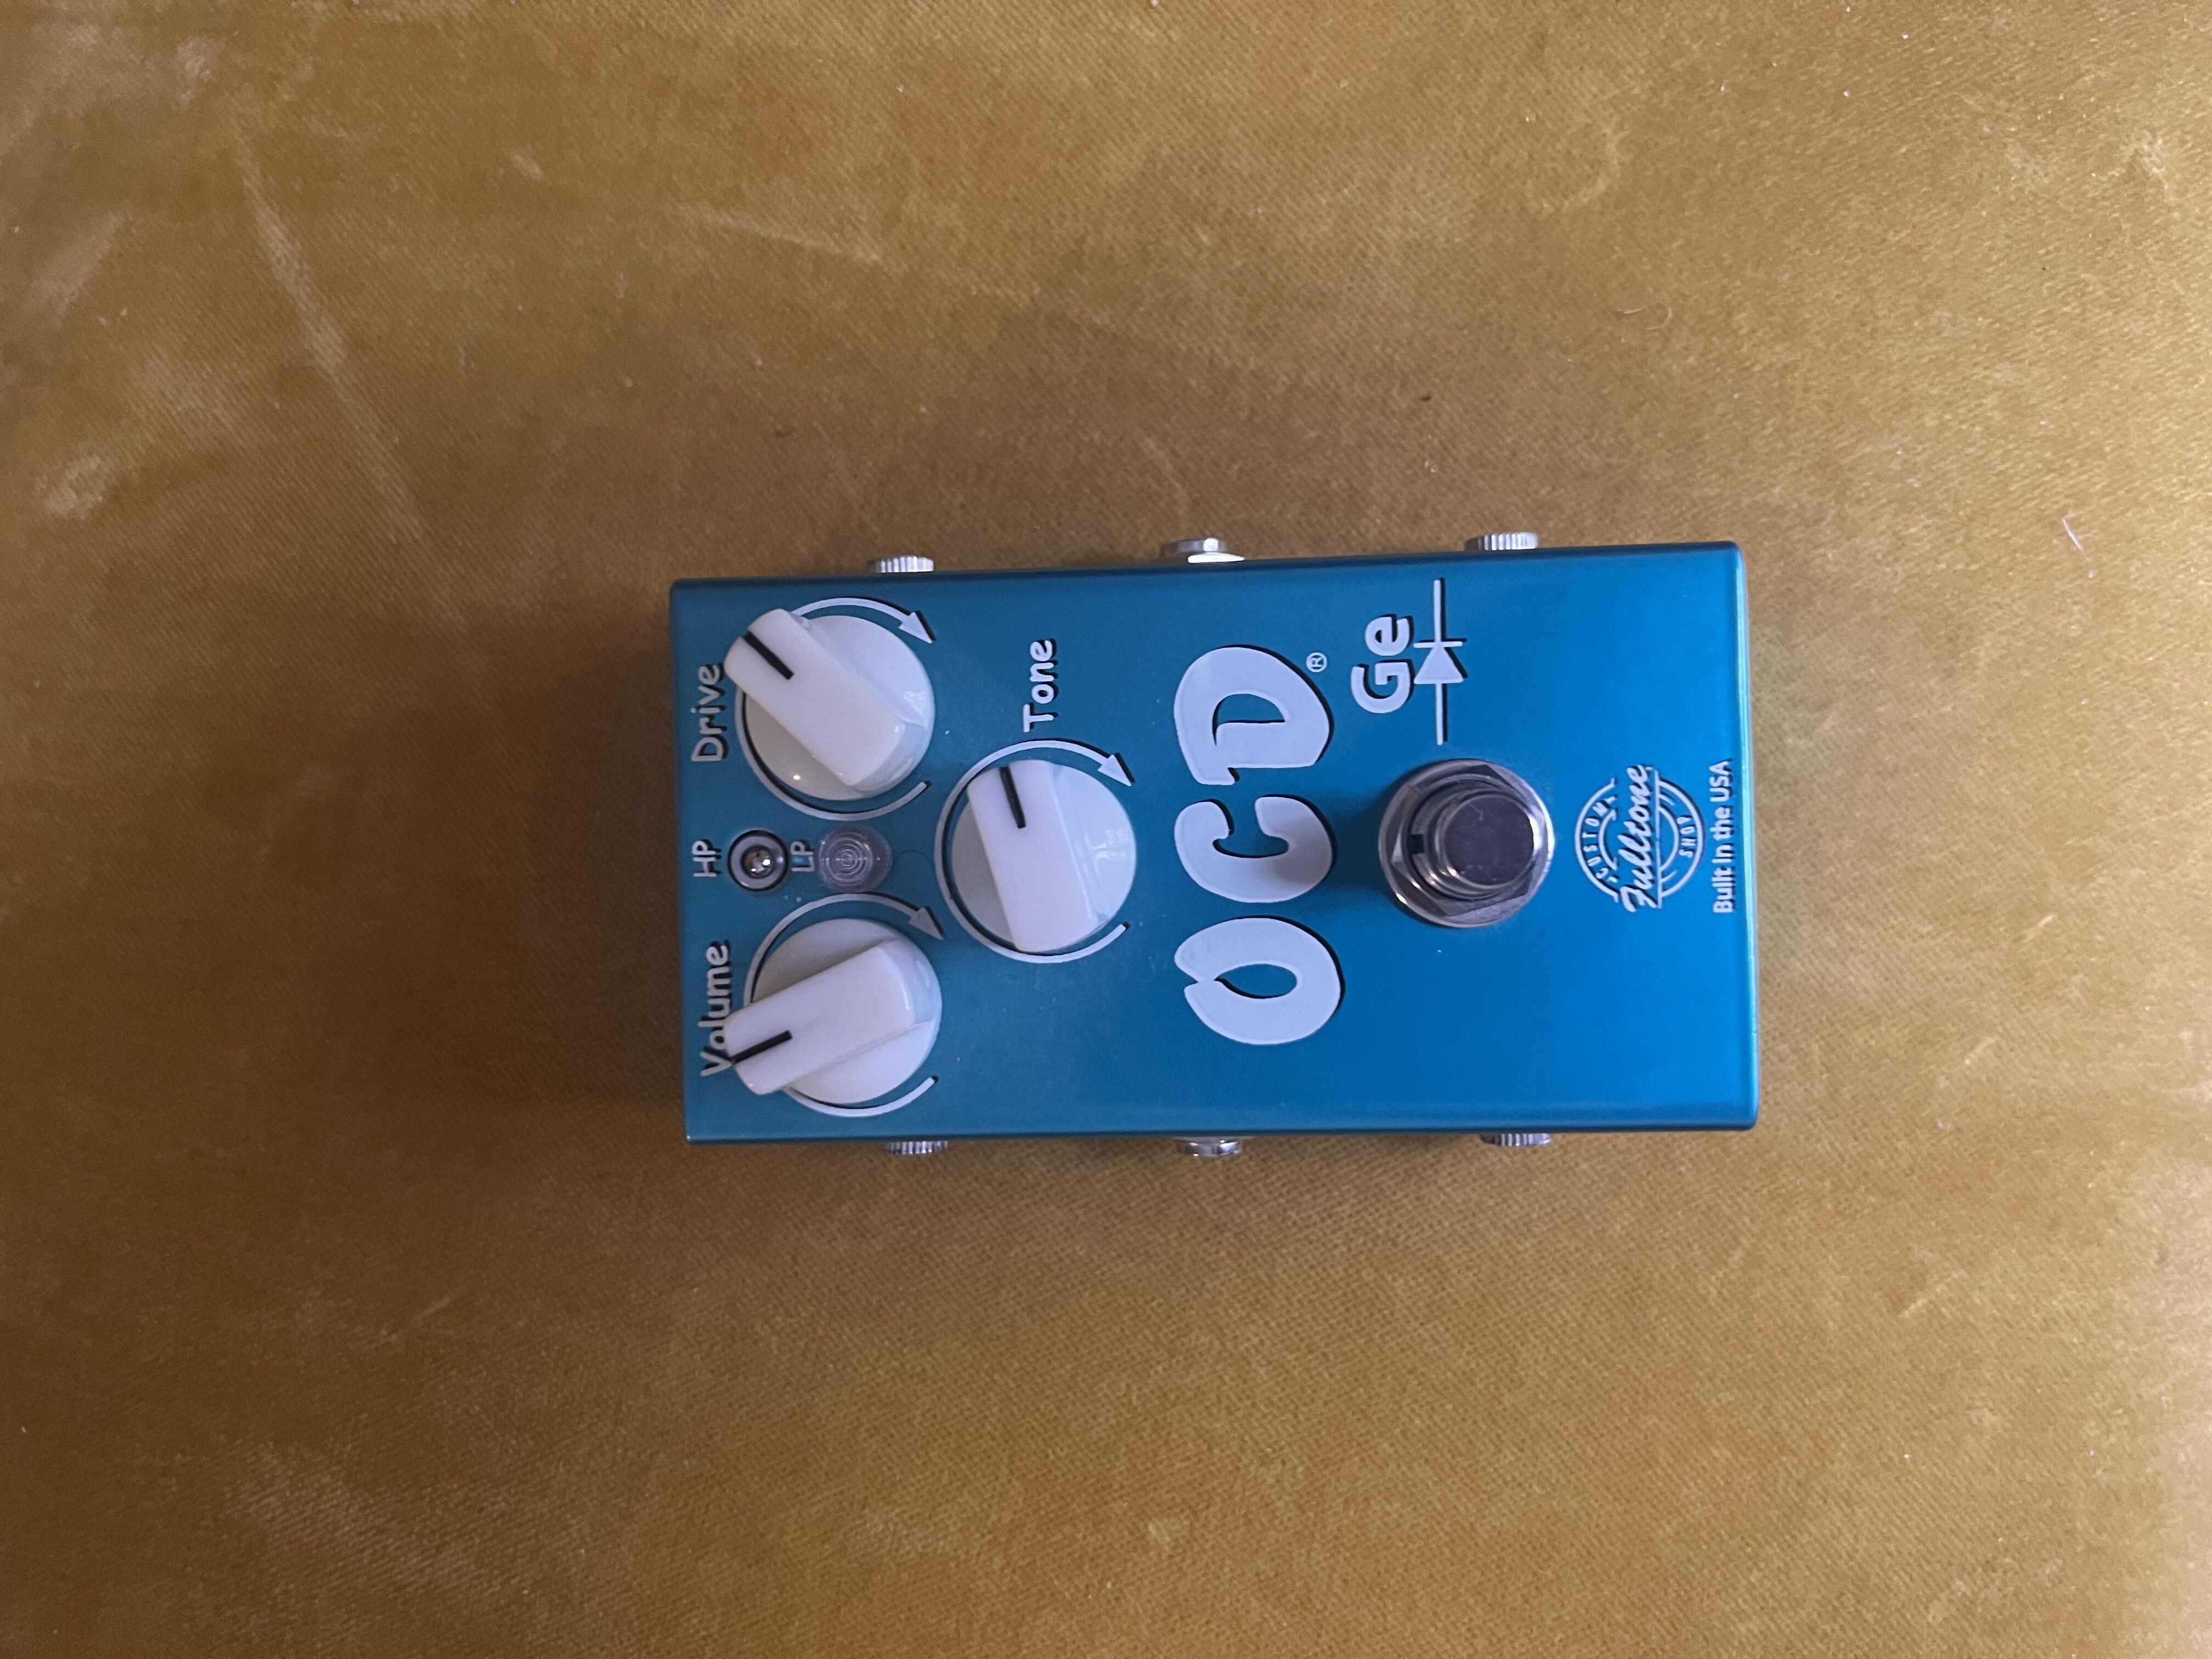 Volume HP Drive
LP
Tone
OCD®
Ge
CUSTOM
Fulltone
SHOP
Built in the USA